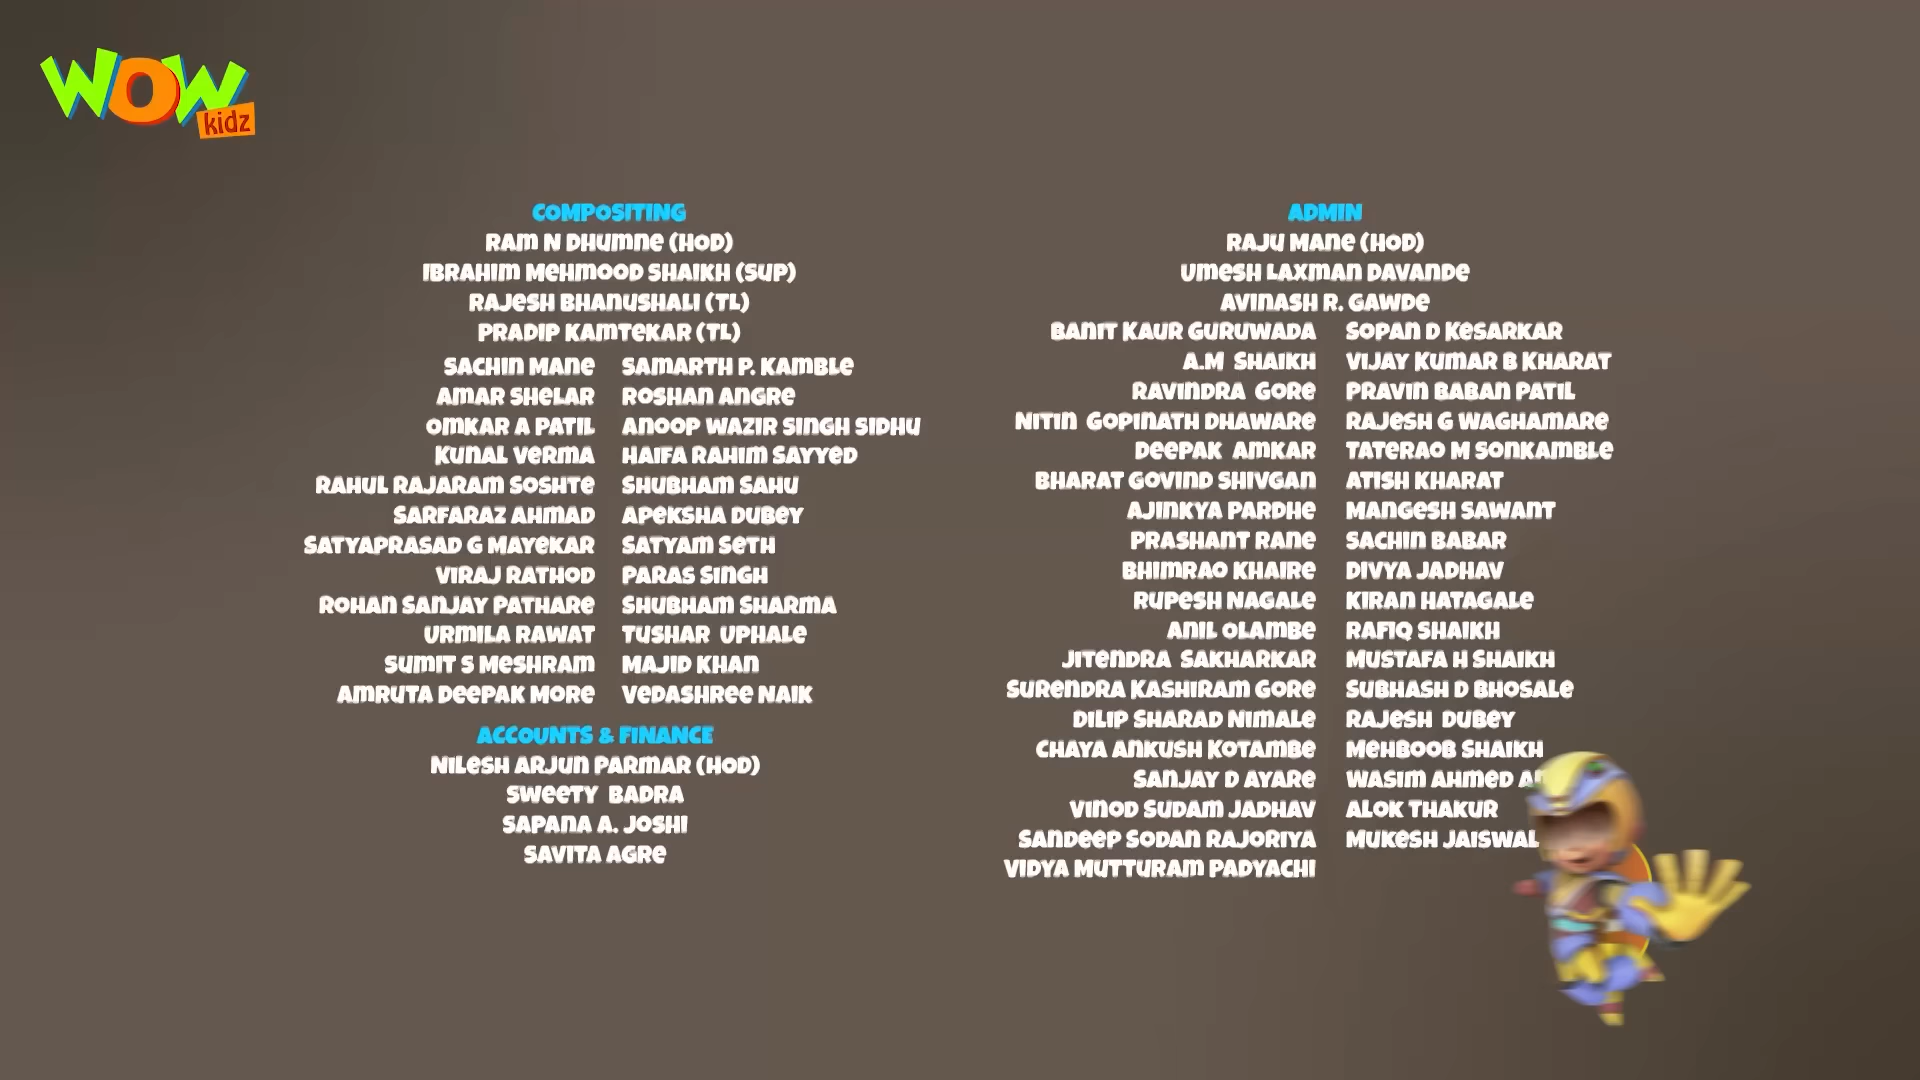 WOW
kidz
COMPOSITING
RAM N DHUMNE (HOD)
IBRAHIM MEHMOOD SHAIKH (SUP)
RAJESH BHANUSHALI (TL)
PRADIP KAMTEKAR (TL)
SACHIN MANE SAMARTH P. KAMBLE
AMAR SHELAR ROSHAN ANGRE
OMKAR A PATIL ANOOP WAZIR SINGH SIDHU
KUNAL VERMA HAIFA RAHIM SAYYED
RAHUL RAJARAM SOSHTE SHUBHAM SAHU
SARFARAZ AHMAD APEKSHA DUBEY
SATYAPRASAD G MAYEKAR SATYAM SETH
VIRAJ RATHOD PARAS SINGH
ROHAN SANJAY PATHARE SHUBHAM SHARMA
URMILA RAWAT TUSHAR UPHALE
SUMIT S MESHRAM MAJID KHAN
AMRUTA DEEPAK MORE VEDASHREE NAIK
ACCOUNTS & FINANCE
NILESH ARJUN PARMAR (HOD)
SWEETY BADRA
SAPANA A. JOSHI
SAVITA AGRE
ADMIN
RAJU MANE (HOD)
UMESH LAXMAN DAVANDE
AVINASH R. GAWDE
BANIT KAUR GURUWADA SOPAN D KESARKAR
A.M SHAIKH VIJAY KUMAR B KHARAT
RAVINDRA GORE PRAVIN BABAN PATIL
NITIN GOPINATH DHAWARE RAJESH G WAGHAMARE
DEEPAK AMKAR TATERAO M SONKAMBLE
BHARAT GOVIND SHIVGAN ATISH KHARAT
AJINKYA PARDHE MANGESH SAWANT
PRASHANT RANE SACHIN BABAR
BHIMRAO KHAIRE DIVYA JADHAV
RUPESH NAGALE KIRAN HATAGALE
ANIL OLAMBE RAFIQ SHAIKH
JITENDRA SAKHARKAR MUSTAFA H SHAIKH
SURENDRA KASHIRAM GORE SUBHASH D BHOSALE
DILIP SHARAD NIMALE RAJESH DUBEY
CHAYA ANKUSH KOTAMBE MEHBOOB SHAIKH
SANJAY D AYARE WASIM AHMED
VINOD SUDAM JADHAV ALOK THAKUR
SANDEEP SODAN RAJORIYA MUKESH JAISWAL
VIDYA MUTTURAM PADYACHI